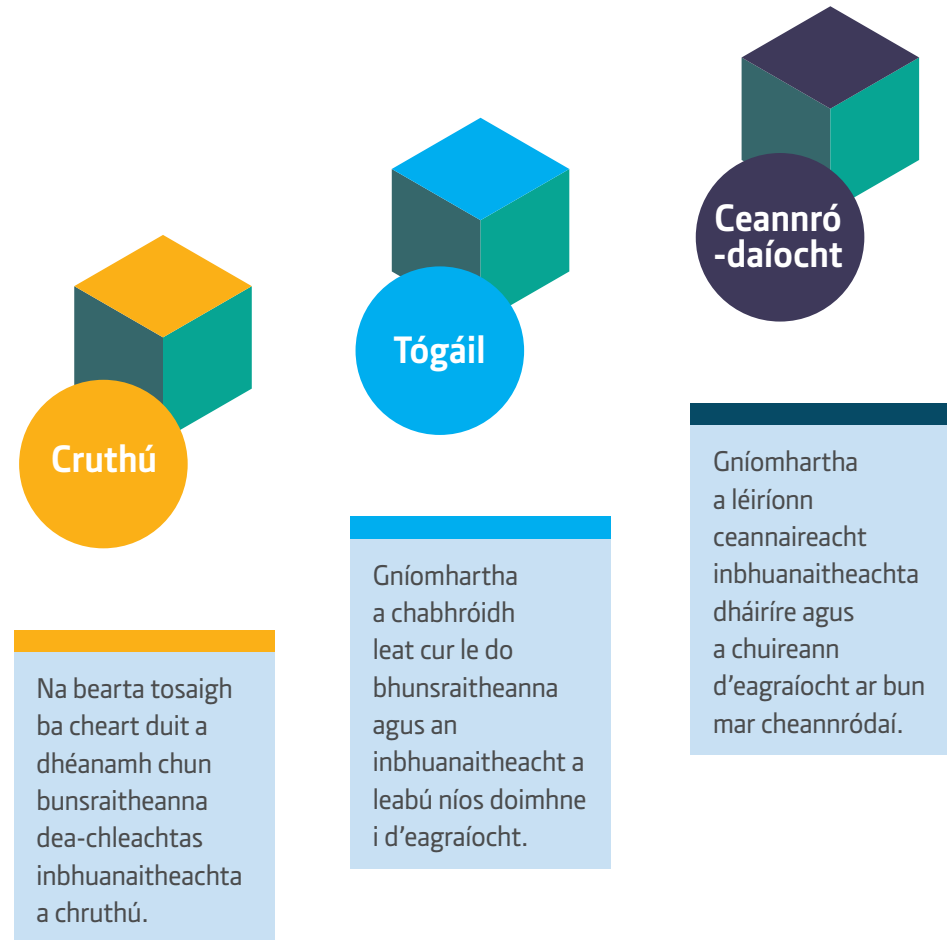 Cruthú
Na bearta tosaigh
ba cheart duit a
dhéanamh chun
bunsraitheanna
dea-chleachtas
inbhuanaitheachta
a chruthú.
Tógáil
Gníomhartha
a chabhróidh
leat cur le do
bhunsraitheanna
agus an
inbhuanaitheacht a
leabú níos doimhne
i d'eagraíocht.
Ceannró
-daíocht
Gníomhartha
a léiríonn
ceannaireacht
inbhuanaitheachta
dháiríre agus
a chuireann
d'eagraíocht ar bun
mar cheannródaí.